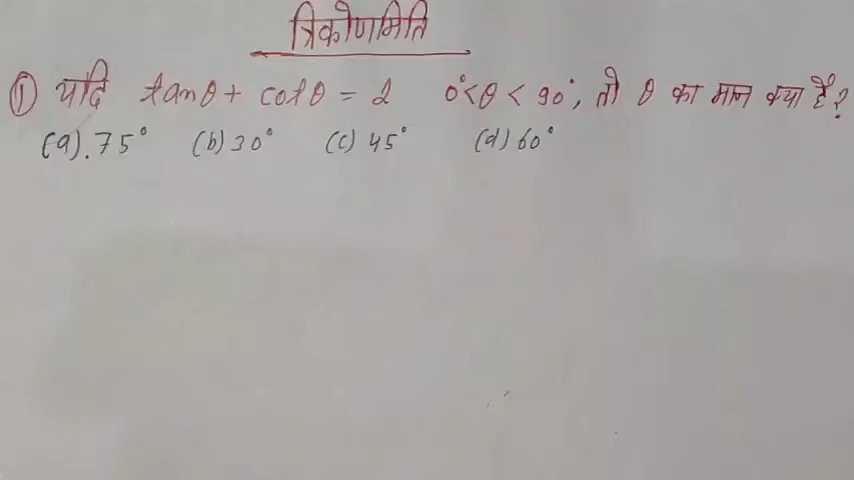 त्रिकोणमिति
① यदि tanθ + cotθ = 2 0°<θ < 90°, तो θ का मान क्या है?
(a).75° (b) 30° (c) 45° (d) 60°